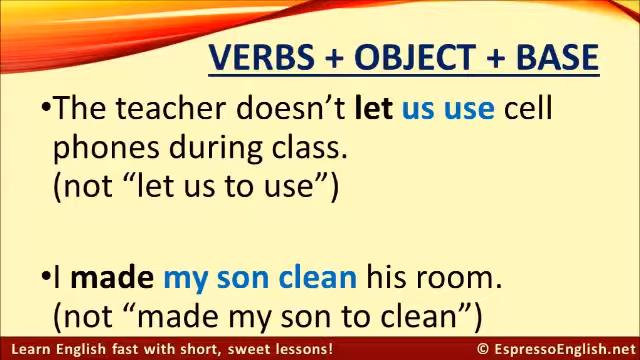 VERBS + OBJECT + BASE
•The teacher doesn’t let us use cell
phones during class.
(not “let us to use”)
•I made my son clean his room.
(not “made my son to clean”)
Learn English fast with short, sweet lessons!
© EspressoEnglish.net